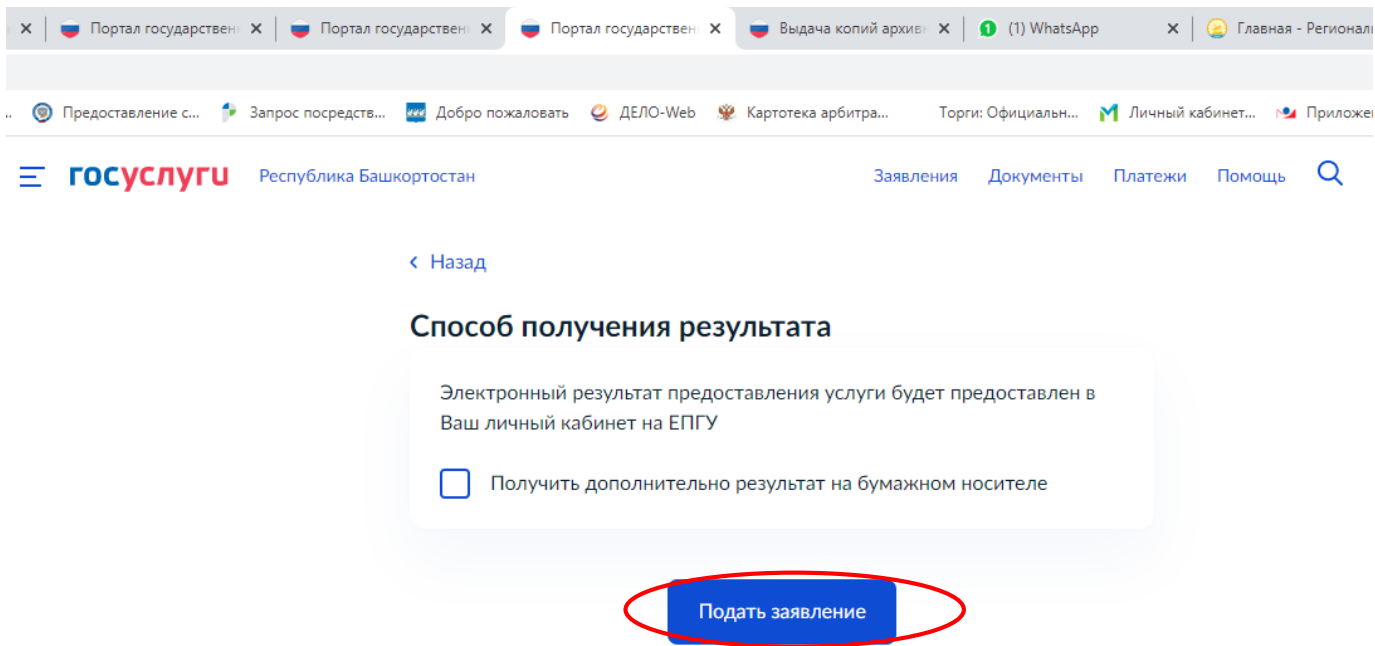 Портал государствен
Портал государствен
Портал государствен
Выдача копий архивн
(1) WhatsApp
Главная - Регионал
Предоставление с...
Запрос посредств...
Добро пожаловать
ДЕЛО-Web
Картотека арбитра...
Торги: Официальн...
Личный кабинет...
Приложе
госуслуги
Республика Башкортостан
Заявления Документы Платежи Помощь
Назад
Способ получения результата
Электронный результат предоставления услуги будет предоставлен в
Ваш личный кабинет на ЕПГУ
Получить дополнительно результат на бумажном носителе
Подать заявление